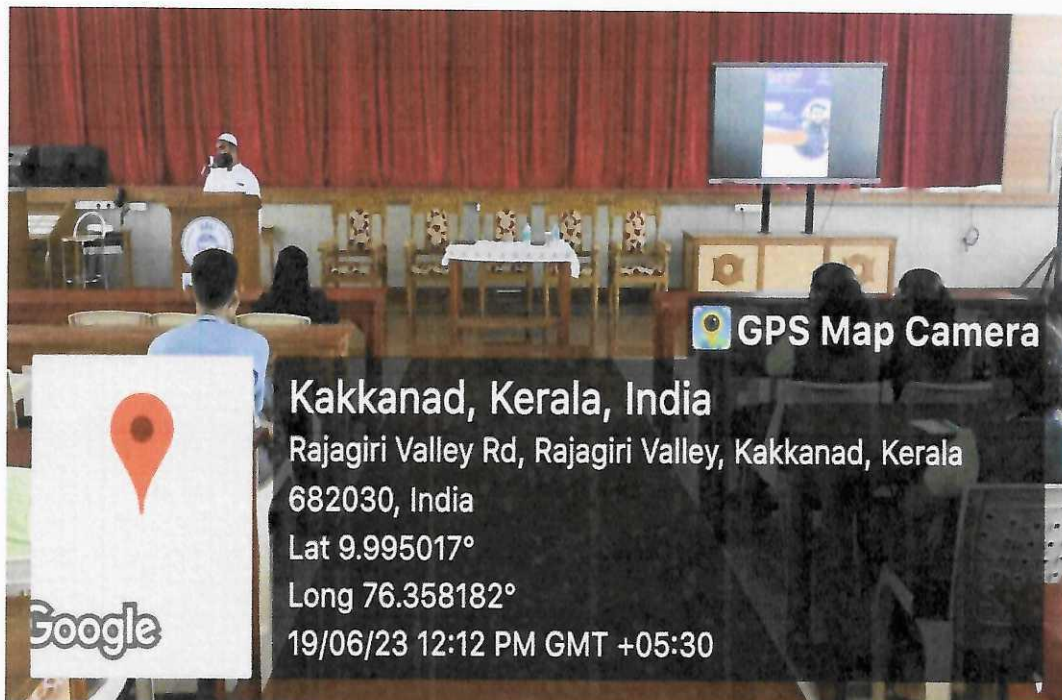 GPS Map Camera
Kakkanad, Kerala, India
Rajagiri Valley Rd, Rajagiri Valley, Kakkanad, Kerala
682030, India
Lat 9.995017°
Long 76.358182°
19/06/23 12:12 PM GMT +05:30
Google